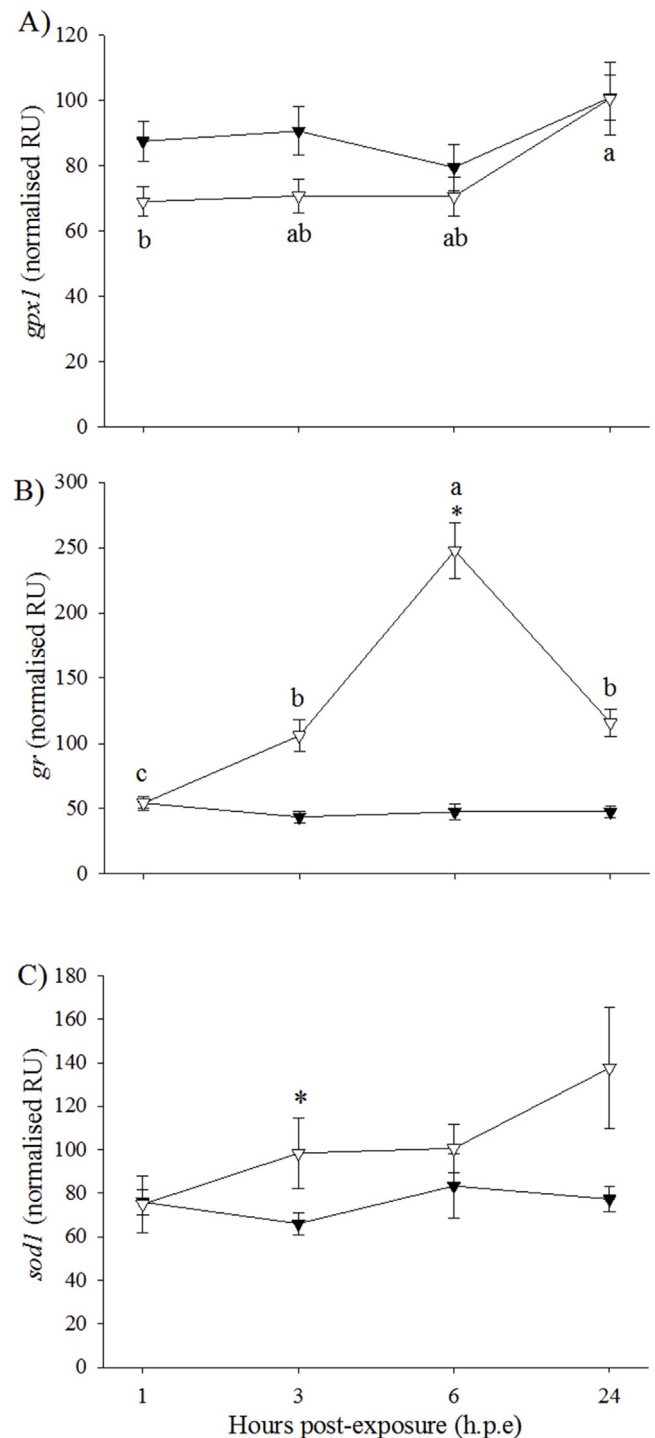 A)
120
100
80
60
40
20
0
gpx1 (normalised RU)
b
ab
ab
a
B)
300
250
200
150
100
50
0
gr (normalised RU)
c
b
a
*
b
C)
180
160
140
120
100
80
60
40
20
0
sod1 (normalised RU)
*
1 3 6 24
Hours post-exposure (h.p.e)